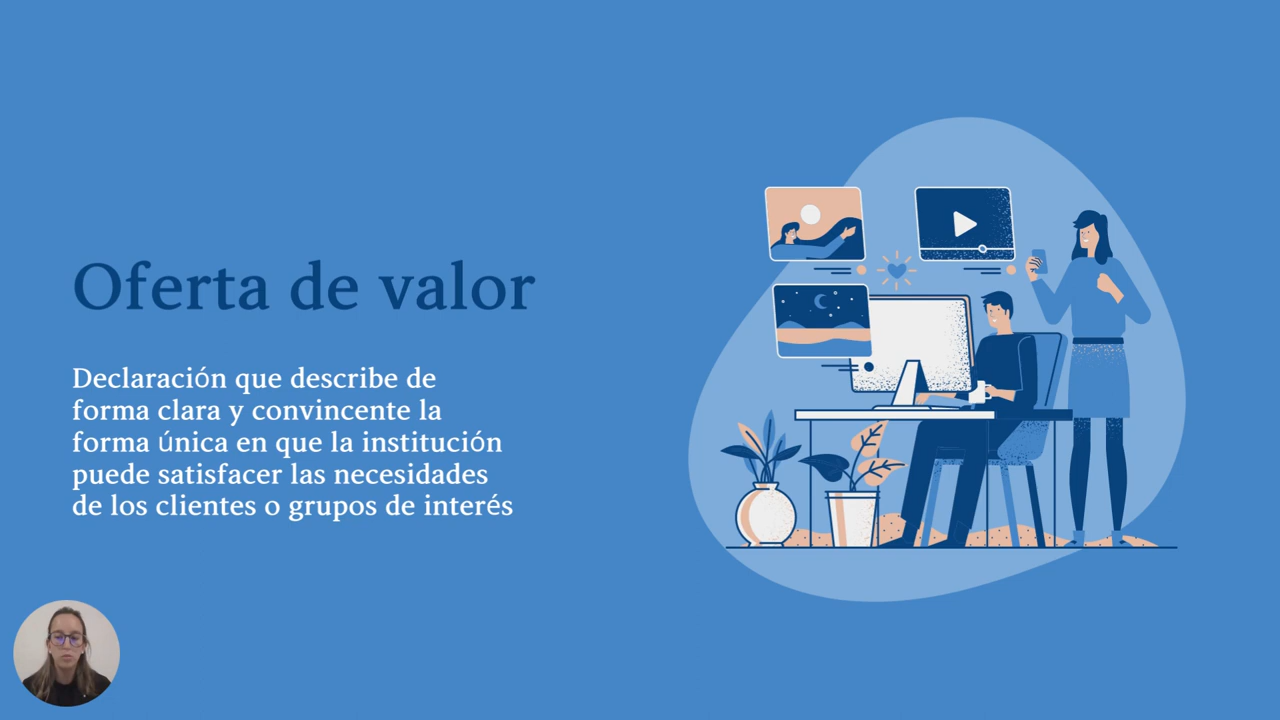 Oferta de valor
Declaración que describe de
forma clara y convincente la
forma única en que la institución
puede satisfacer las necesidades
de los clientes o grupos de interés